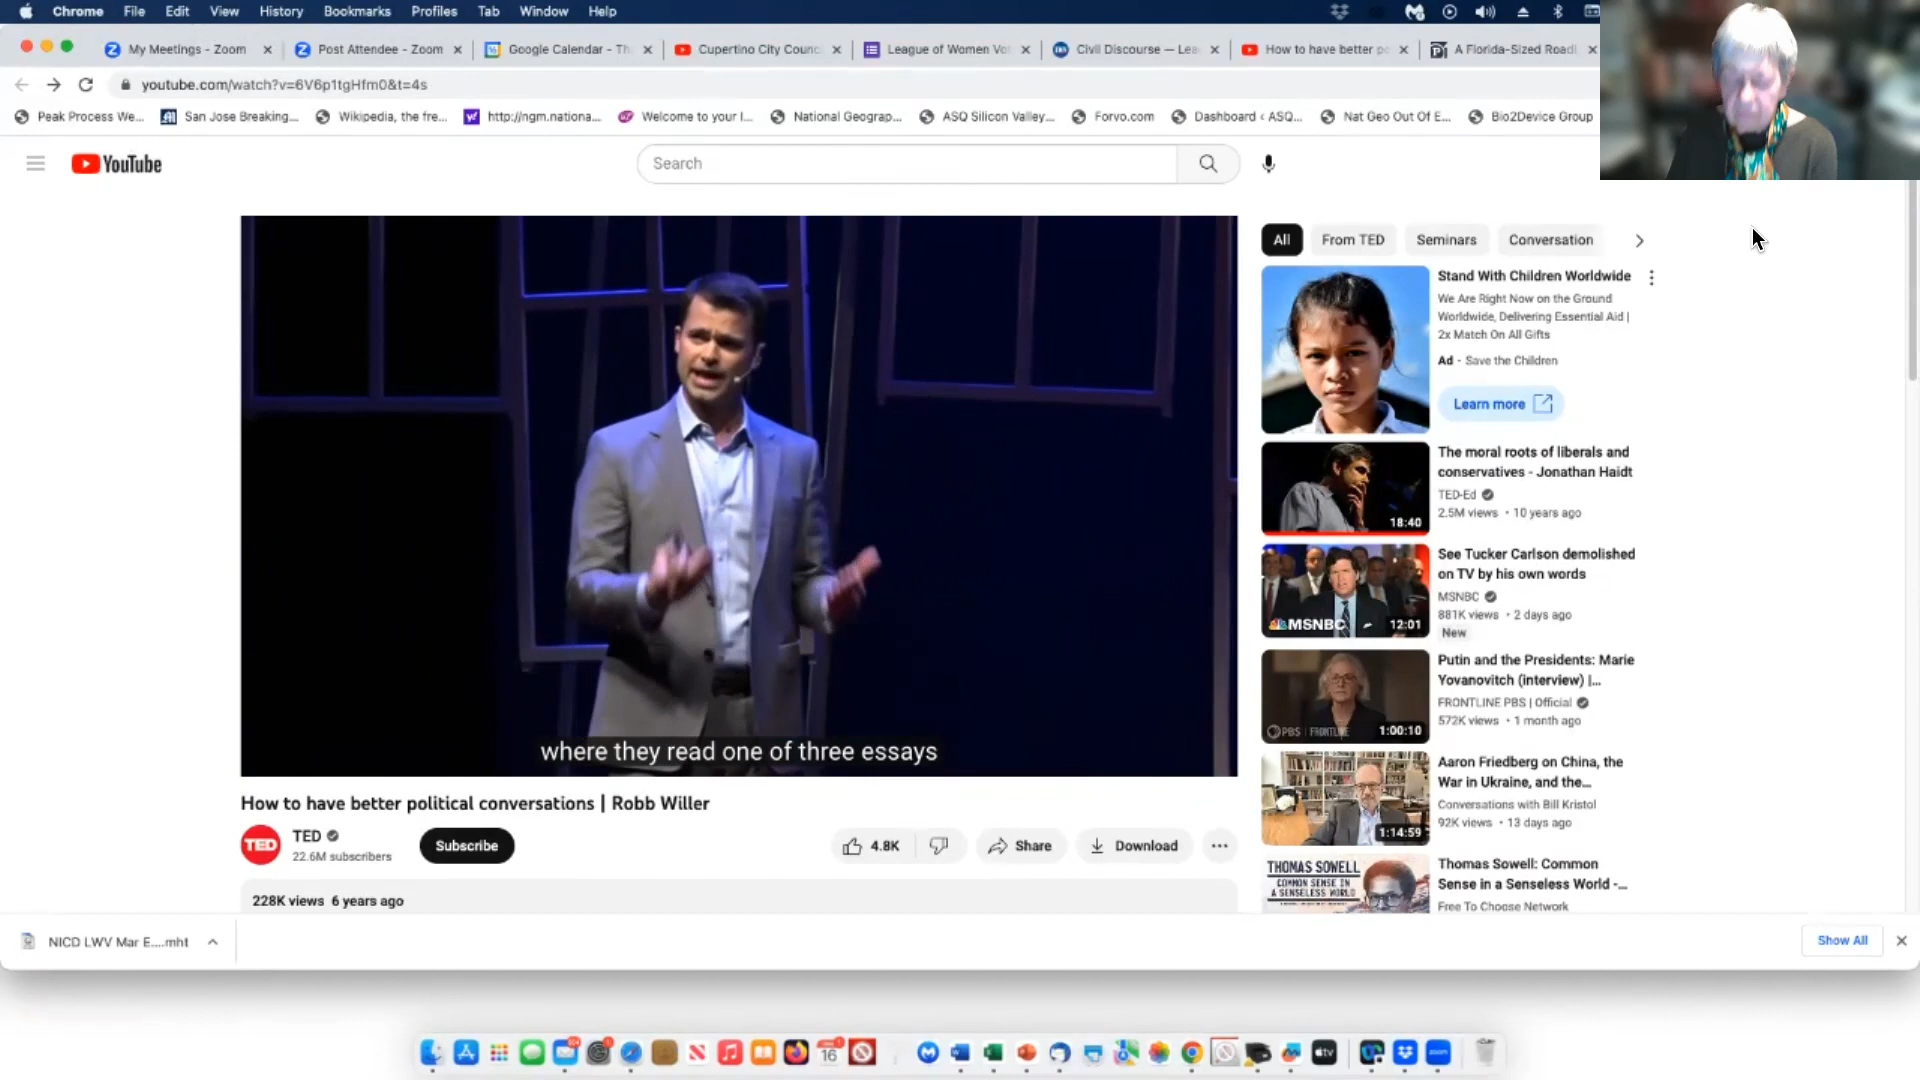 Chrome File Edit View History Bookmarks Profiles Tab Window Help
My Meetings - Zoom Post Attendee - Zoom Google Calendar - Th Cupertino City Counc League of Women Vo Civil Discourse — Lea How to have better po A Florida-Sized Road
youtube.com/watch?v=6V6p1tgHfm0&t=4s
Peak Process We... San Jose Breaking... Wikipedia, the fre... http://ngm.nationa... Welcome to your I... National Geograp... ASQ Silicon Valley... Forvo.com Dashboard ‹ ASQ... Nat Geo Out Of E... Bio2Device Group
YouTube
Search
where they read one of three essays
How to have better political conversations | Robb Willer
TED
22.6M subscribers
Subscribe
4.8K
Share
Download
228K views 6 years ago
All From TED Seminars Conversation
Stand With Children Worldwide
We Are Right Now on the Ground
Worldwide, Delivering Essential Aid |
2x Match On All Gifts
Ad - Save the Children
Learn more
18:40
The moral roots of liberals and
conservatives - Jonathan Haidt
TED-Ed
2.5M views • 10 years ago
MSNBC 12:01
See Tucker Carlson demolished
on TV by his own words
MSNBC
881K views • 2 days ago
New
PBS | FRONTLINE 1:00:10
Putin and the Presidents: Marie
Yovanovitch (interview) |...
FRONTLINE PBS | Official
572K views • 1 month ago
1:14:59
Aaron Friedberg on China, the
War in Ukraine, and the...
Conversations with Bill Kristol
92K views • 13 days ago
THOMAS SOWELL
COMMON SENSE IN
A SENSELESS WORLD
Thomas Sowell: Common
Sense in a Senseless World -...
Free To Choose Network
NICD LWV Mar E....mht
Show All
16
tv
zoom